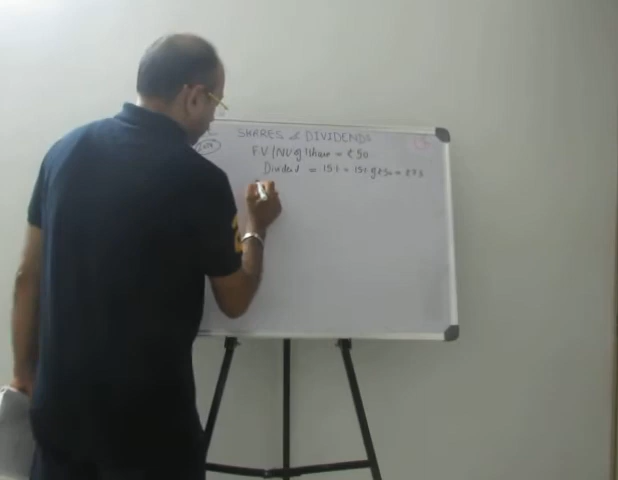 SHARES & DIVIDENDS
FV/NV of 1 share = ₹50
Dividend = 15% = 15% of ₹50 = ₹7.5